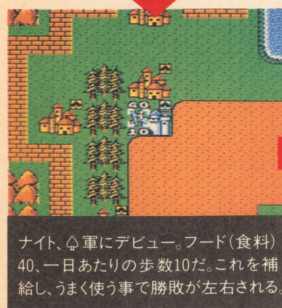 40
10
ナイト、♤軍にデビュー。フード(食料)
40、一日あたりの歩数10だ。これを補
給し、うまく使う事で勝敗が左右される。